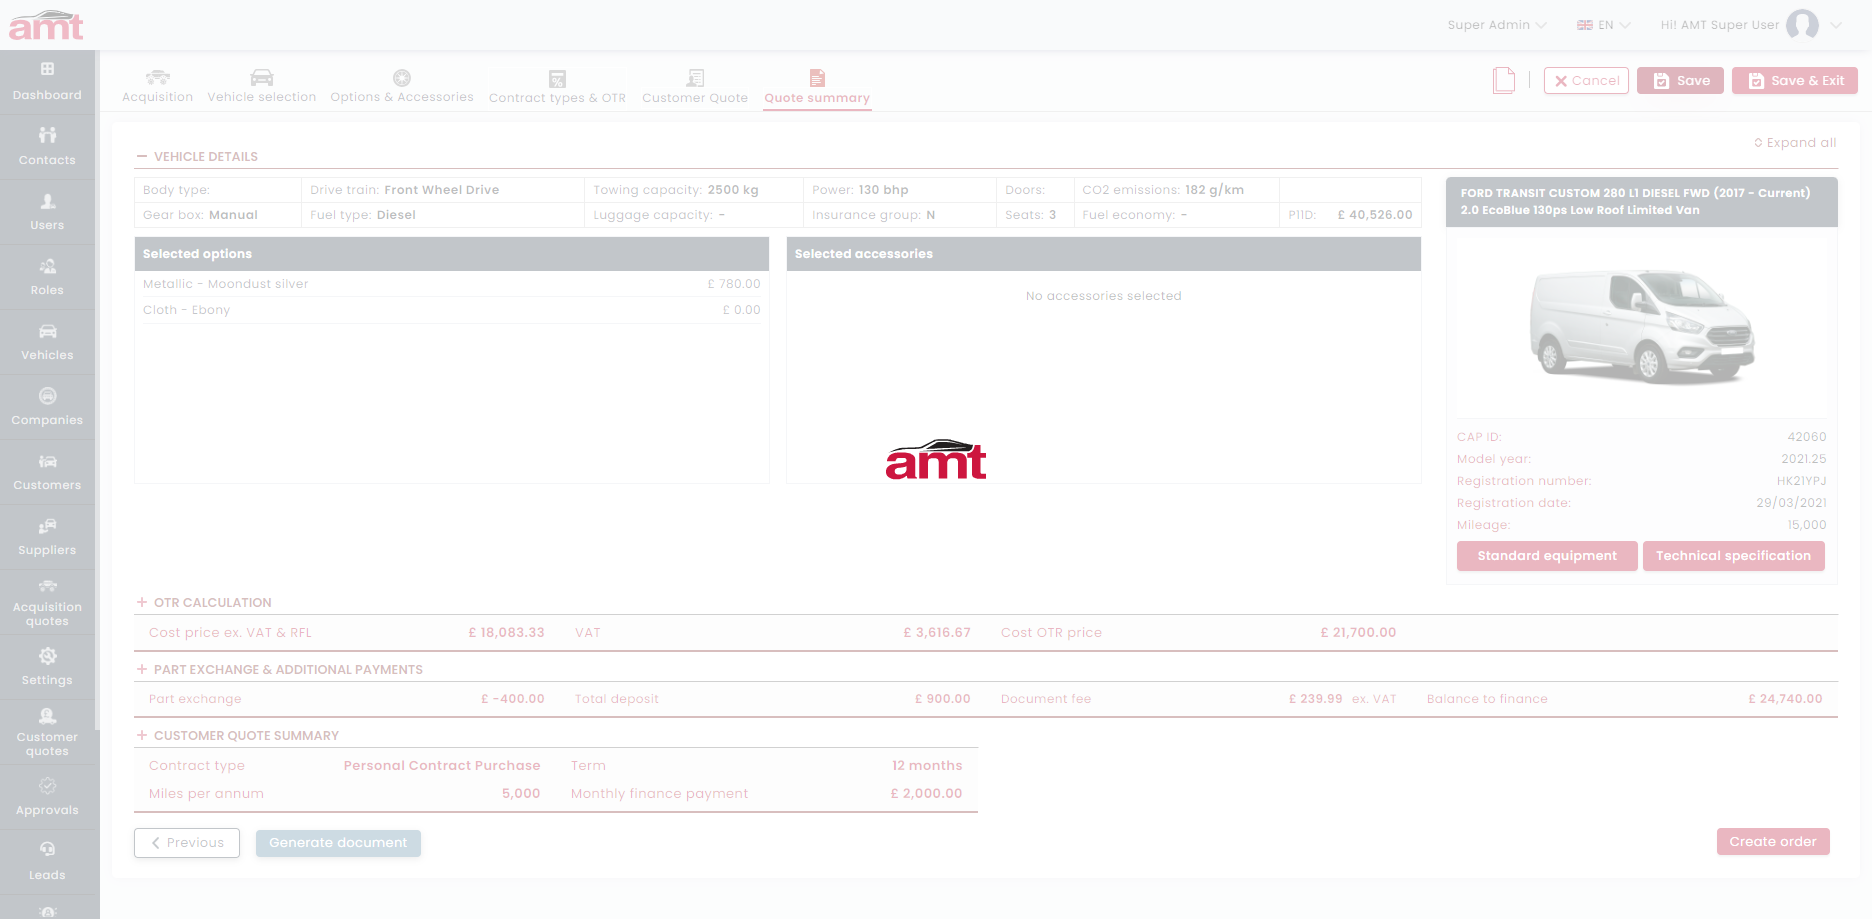 amt
Super Admin
EN
Hi! AMT Super User
Dashboard
Contacts
Users
Roles
Vehicles
Companies
Customers
Suppliers
Acquisition
quotes
Settings
Customer
quotes
Approvals
Leads
Acquisition
Vehicle selection
Options & Accessories
Contract types & OTR
Customer Quote
Quote summary
Cancel
Save
Save & Exit
Expand all
VEHICLE DETAILS
Body type:
Drive train: Front Wheel Drive
Towing capacity: 2500 kg
Power: 130 bhp
Doors:
CO2 emissions: 182 g/km
Gear box: Manual
Fuel type: Diesel
Luggage capacity: -
Insurance group: N
Seats: 3
Fuel economy: -
P11D: £ 40,526.00
Selected options
Metallic - Moondust silver £ 780.00
Cloth - Ebony £ 0.00
Selected accessories
No accessories selected
amt
FORD TRANSIT CUSTOM 280 L1 DIESEL FWD (2017 - Current)
2.0 EcoBlue 130ps Low Roof Limited Van
CAP ID: 42060
Model year: 2021.25
Registration number: HK21YPJ
Registration date: 29/03/2021
Mileage: 15,000
Standard equipment
Technical specification
OTR CALCULATION
Cost price ex. VAT & RFL £ 18,083.33 VAT £ 3,616.67 Cost OTR price £ 21,700.00
PART EXCHANGE & ADDITIONAL PAYMENTS
Part exchange £ -400.00 Total deposit £ 900.00 Document fee £ 239.99 ex. VAT Balance to finance £ 24,740.00
CUSTOMER QUOTE SUMMARY
Contract type Personal Contract Purchase Term 12 months
Miles per annum 5,000 Monthly finance payment £ 2,000.00
Previous
Generate document
Create order